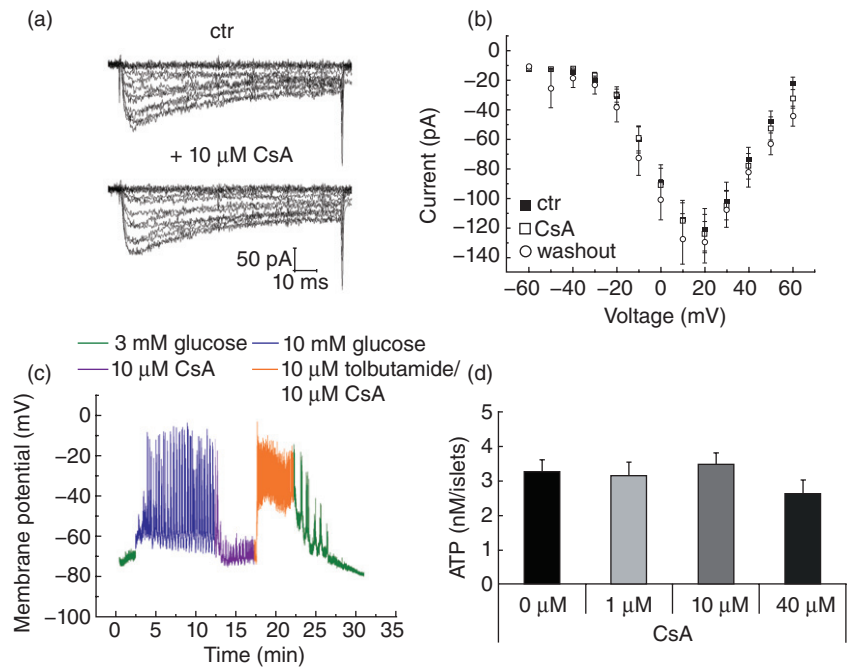 (a)
ctr
+ 10 μM CsA
50 pA
10 ms
(b)
0
−20
−40
−60
−80
−100
−120
−140
Current (pA)
ctr
CsA
washout
−60
−40
−20
0
20
40
60
Voltage (mV)
3 mM glucose
10 mM glucose
10 μM CsA
10 μM tolbutamide/
10 μM CsA
(c)
0
−20
−40
−60
−80
−100
Membrane potential (mV)
0
5
10
15
20
25
30
35
Time (min)
(d)
5
4
3
2
1
0
ATP (nM/islets)
0 μM
1 μM
10 μM
40 μM
CsA